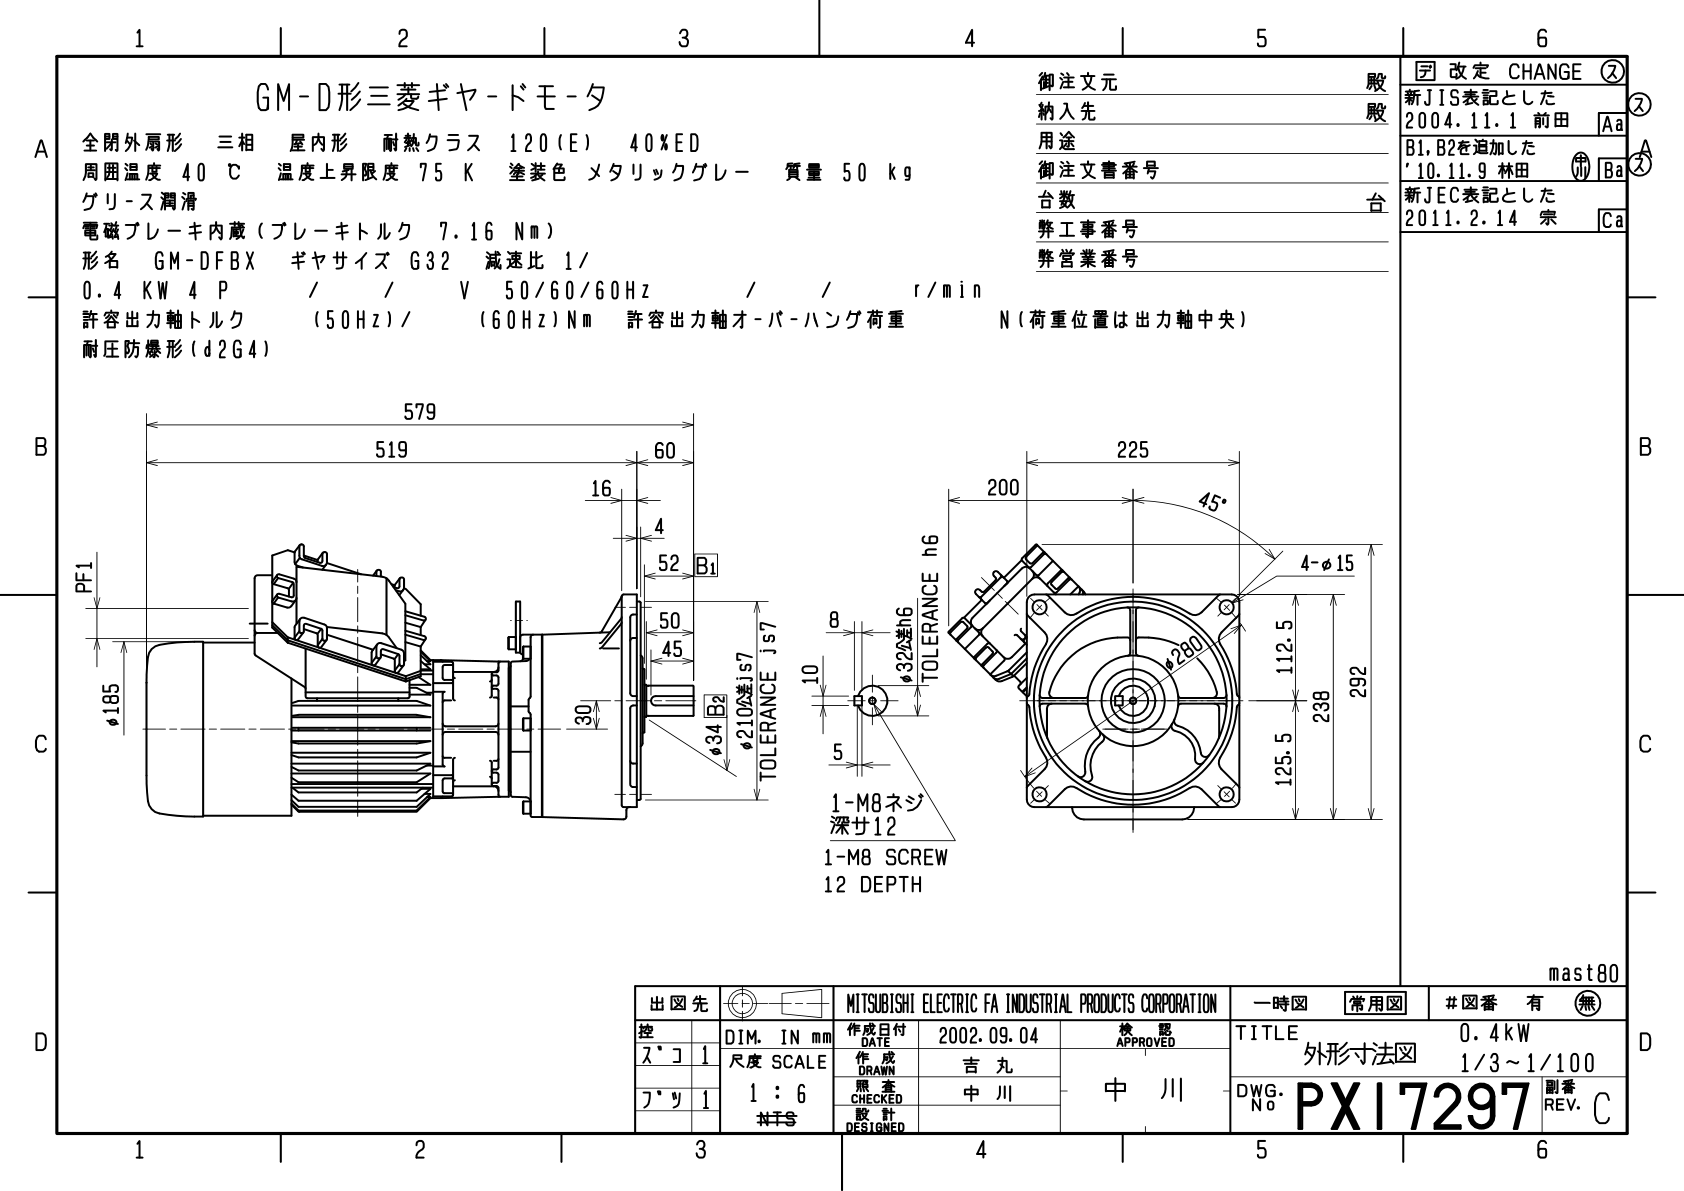 1 2 3 4 5 6
GM-D形三菱ギヤードモータ
全閉外扇形 三相 屋内形 耐熱クラス 120(E) 40%ED
周囲温度 40 ℃ 温度上昇限度 75 K 塗装色 メタリックグレー 質量 50 kg
グリース潤滑
電磁ブレーキ内蔵(ブレーキトルク 7.16 Nm)
形名 GM-DFBX ギヤサイズ G32 減速比 1/
0.4 KW 4 P / / V 50/60/60Hz / / r/min
許容出力軸トルク (50Hz)/ (60Hz)Nm 許容出力軸オーバーハング荷重 N(荷重位置は出力軸中央)
耐圧防爆形(d2G4)
御注文元 殿
納入先 殿
用途
御注文書番号
台数 台
弊工事番号
弊営業番号
デ 改定 CHANGE ス
新JIS表記とした
2004.11.1 前田 Aa ス
B1,B2を追加した
'10.11.9 林田 中川 Ba ス
新JEC表記とした
2011.2.14 宗 Ca
A A
B B
C C
D D
579
519 60
16
4
52 B1
50
45
PF1
φ185
30
φ34 B2
φ210公差js7
TOLERANCE js7
8
10
5
φ32公差h6
TOLERANCE h6
1-M8ネジ
深サ12
1-M8 SCREW
12 DEPTH
225
200
45°
4-φ15
φ280
112.5
125.5
238
292
mast80
出図先
控
ズコ 1
ブツ 1
DIM. IN mm
尺度 SCALE
1 : 6
NTS
MITSUBISHI ELECTRIC FA INDUSTRIAL PRODUCTS CORPORATION
作成日付 DATE 2002.09.04
作成 DRAWN 吉丸
照査 CHECKED 中川
設計 DESIGNED
検認 APPROVED
中川
一時図 常用図 #図番 有 無
TITLE 外形寸法図
0.4kW
1/3~1/100
DWG. No PX17297
副番 REV. C
1 2 3 4 5 6